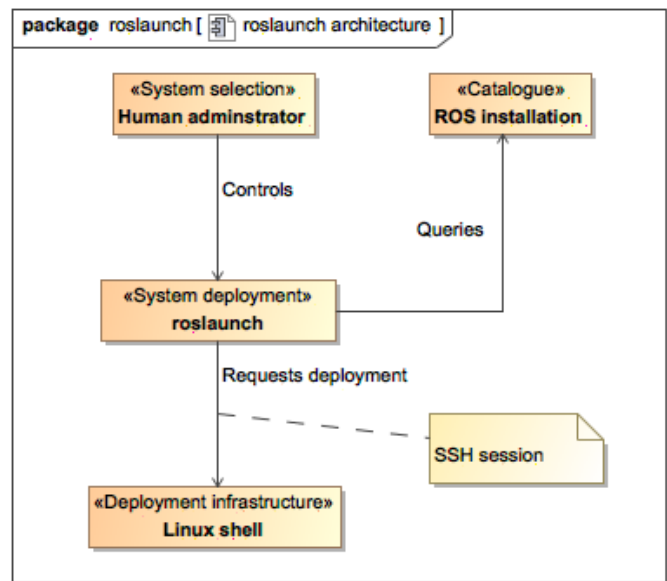 package roslaunch [ roslaunch architecture ]
«System selection»
Human adminstrator
«Catalogue»
ROS installation
Controls
Queries
«System deployment»
roslaunch
Requests deployment
SSH session
«Deployment infrastructure»
Linux shell